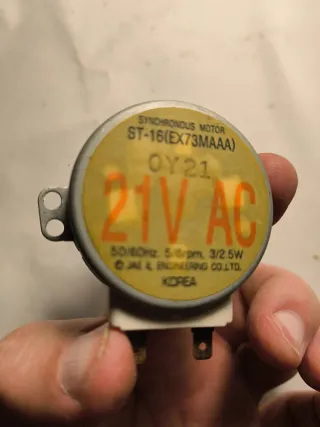 SYNCHRONOUS MOTOR
ST-16(EX73MAAA)
0Y21
21V AC
50/60Hz. 5/6rpm, 3/2.5W
© JAE IL ENGINEERING CO.,LTD.
KOREA